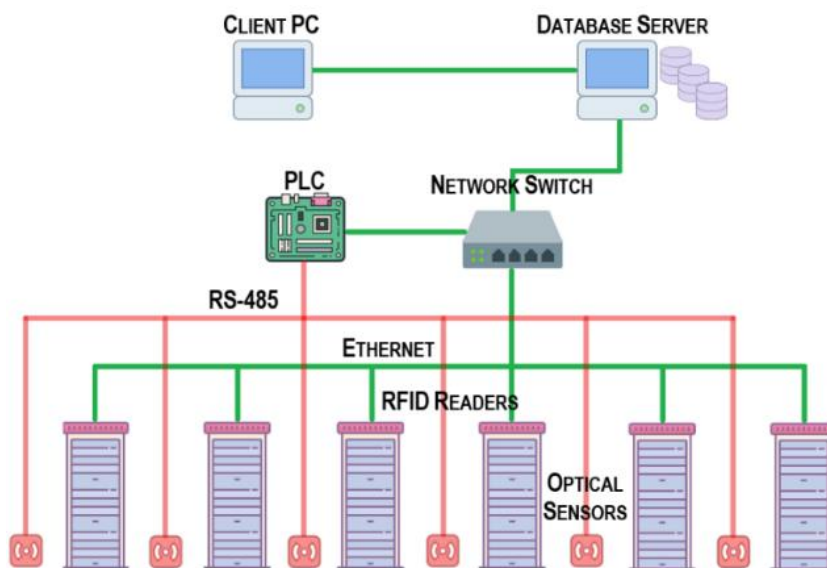 CLIENT PC
DATABASE SERVER
PLC
NETWORK SWITCH
RS-485
ETHERNET
RFID READERS
OPTICAL
SENSORS